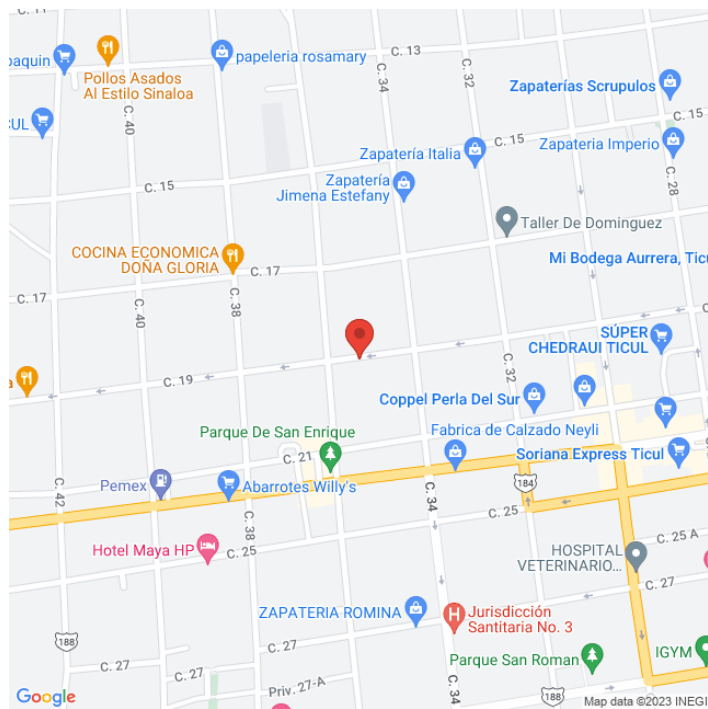 C. 13
C. 34
C. 32
oaquin
papeleria rosamary
Pollos Asados
Al Estilo Sinaloa
Zapaterías Scrupulos
C. 40
CUL
C. 15
C. 15
Zapatería Italia
Zapateria Imperio
Zapatería
Jimena Estefany
C. 15
C. 28
Taller De Dominguez
COCINA ECONOMICA
DOÑA GLORIA
C. 17
Mi Bodega Aurrera, Ticu
C. 17
C. 40
C. 38
SÚPER
CHEDRAUI TICUL
C. 32
a
C. 19
Coppel Perla Del Sur
Parque De San Enrique
Fabrica de Calzado Neyli
C. 21
Soriana Express Ticul
Pemex
Abarrotes Willy's
184
C. 42
C. 38
C. 34
C. 25
C. 25 A
Hotel Maya HP
C. 25
HOSPITAL
VETERINARIO...
C. 27
ZAPATERIA ROMINA
Jurisdicción
Santitaria No. 3
188
C. 27
Parque San Roman
IGYM
C. 27
Priv. 27-A
C. 34
188
Google
Map data ©2023 INEGI